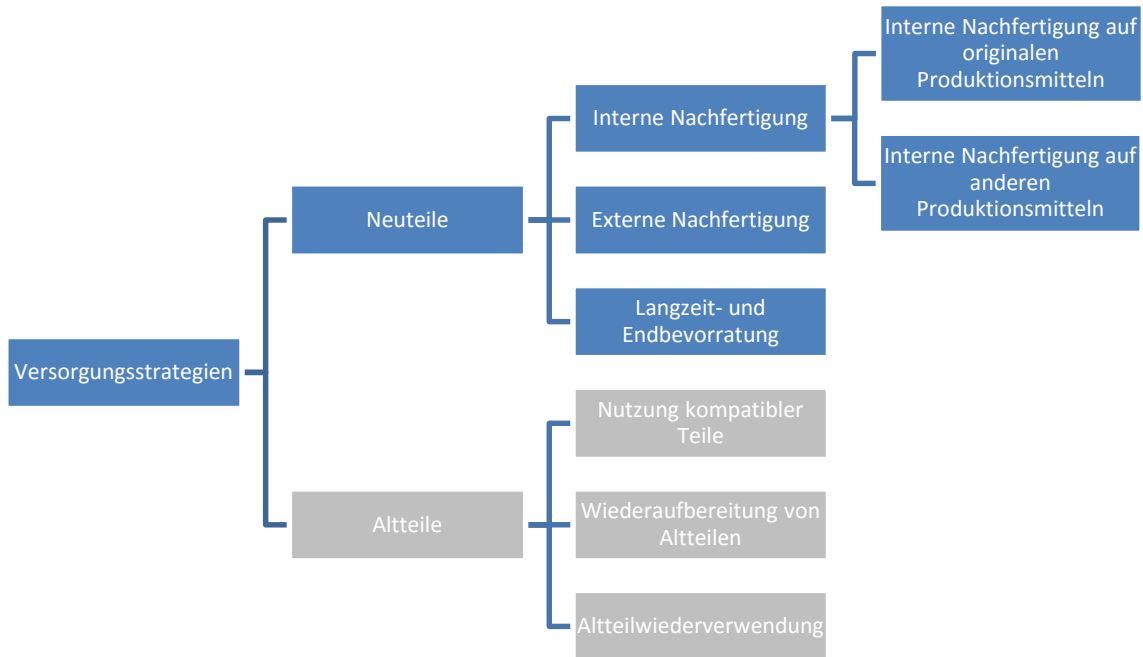 Versorgungsstrategien
Neuteile
Interne Nachfertigung
Interne Nachfertigung auf
originalen
Produktionsmitteln
Interne Nachfertigung auf
anderen
Produktionsmitteln
Externe Nachfertigung
Langzeit- und
Endbevorratung
Altteile
Nutzung kompatibler
Teile
Wiederaufbereitung von
Altteilen
Altteilwiederverwendung